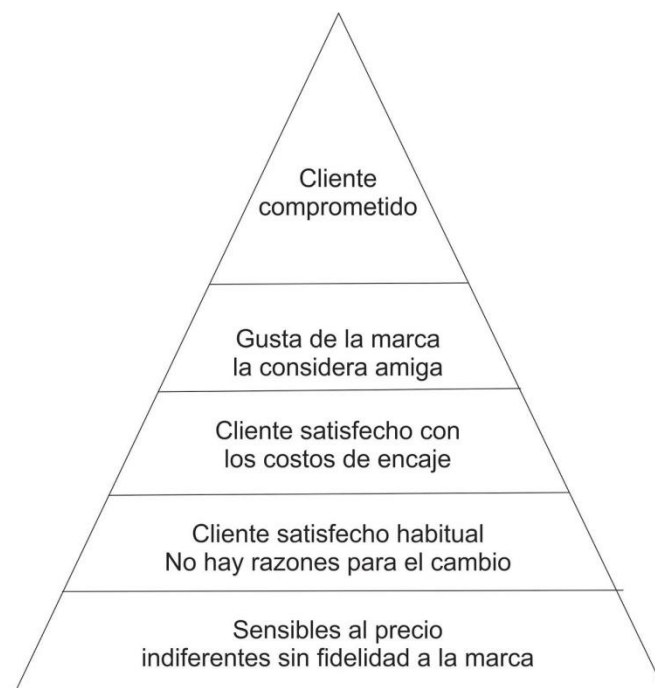 Cliente
comprometido
Gusta de la marca
la considera amiga
Cliente satisfecho con
los costos de encaje
Cliente satisfecho habitual
No hay razones para el cambio
Sensibles al precio
indiferentes sin fidelidad a la marca